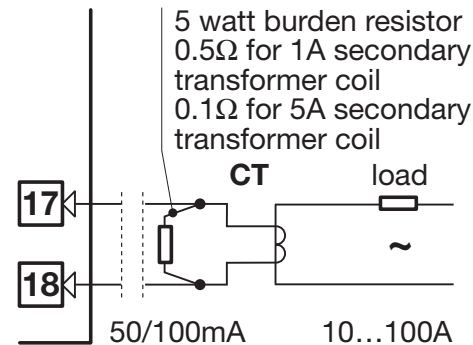 5 watt burden resistor
0.5Ω for 1A secondary
transformer coil
0.1Ω for 5A secondary
transformer coil
CT
load
17
~
18
50/100mA
10...100A